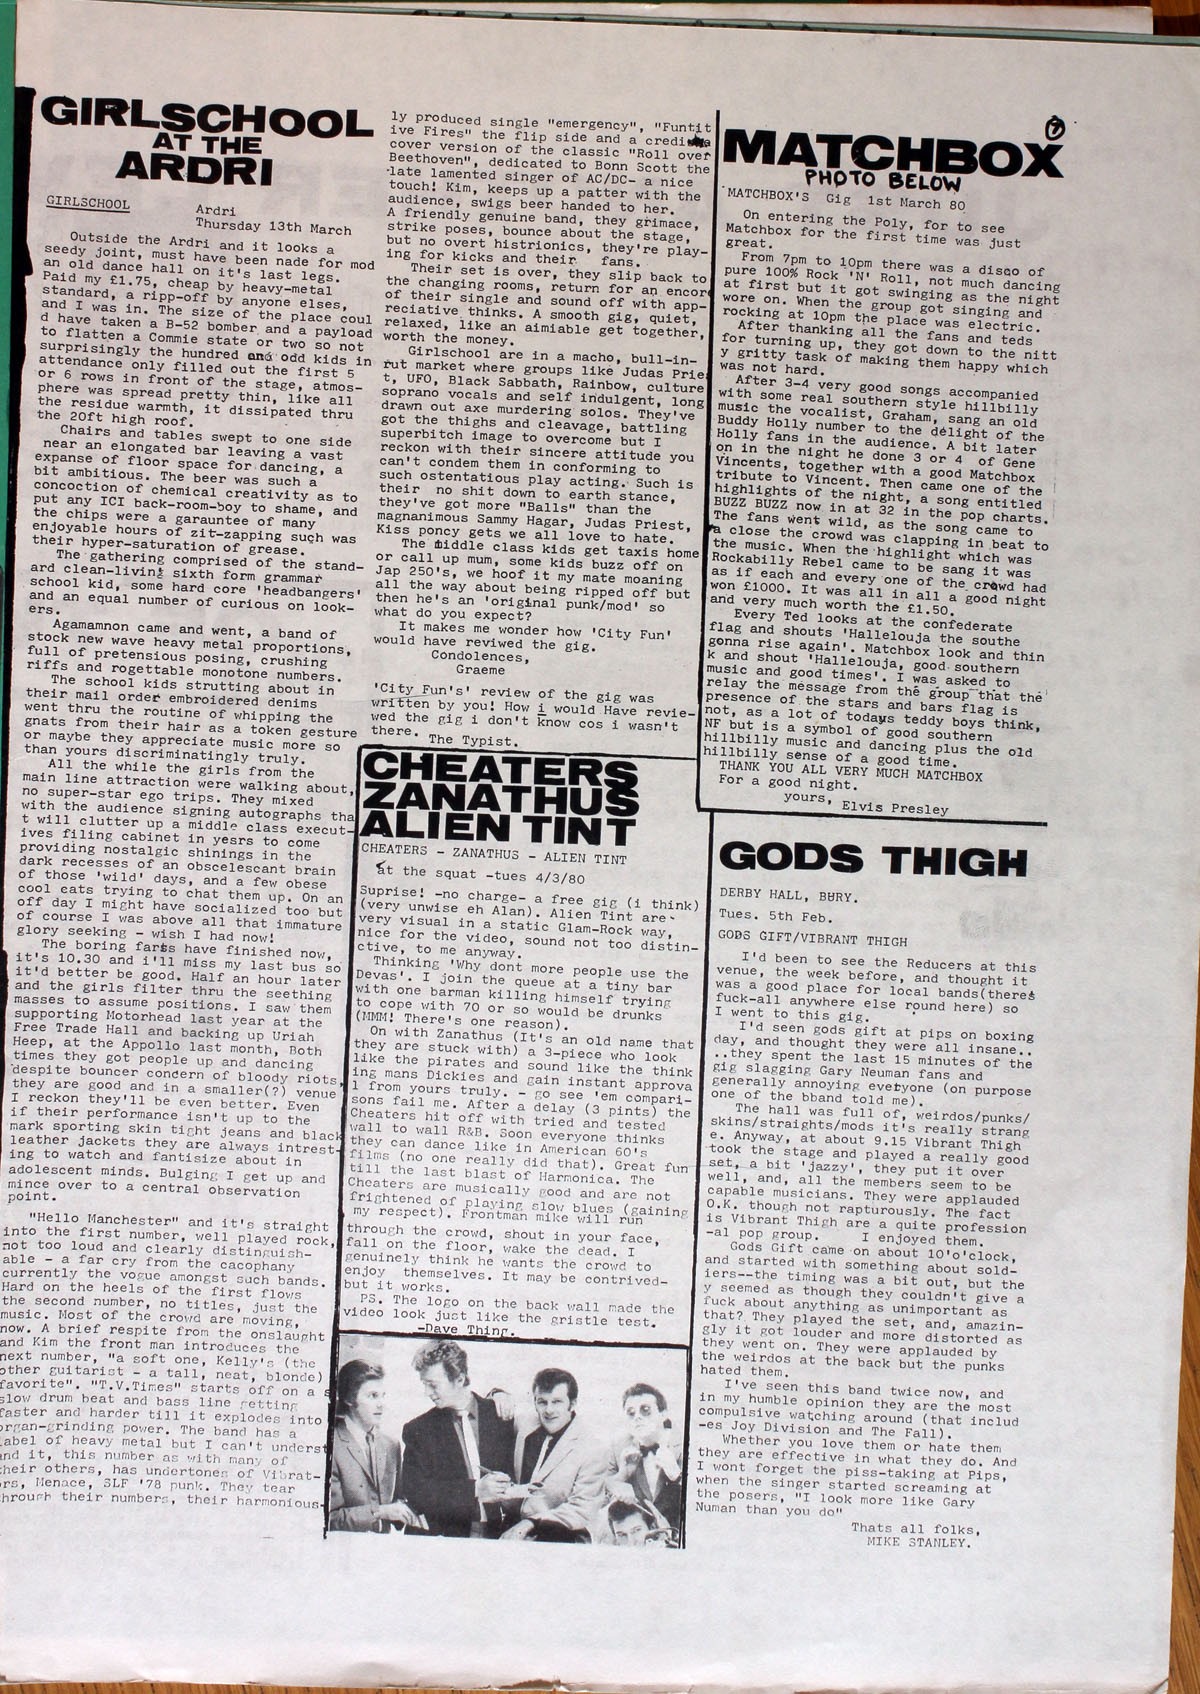 GIRLSCHOOL
AT THE
ARDRI
GIRLSCHOOL
Ardri
Thursday 13th March
Outside the Ardri and it looks a
seedy joint, must have been nade for mod
an old dance hall on it's last legs.
Paid my £1.75, cheap by heavy-metal
standard, a ripp-off by anyone elses,
and I was in. The size of the place coul
d have taken a B-52 bomber and a payload
to flatten a Commie state or two so not
surprisingly the hundred and odd kids in
attendance only filled out the first 5
or 6 rows in front of the stage, atmos-
phere was spread pretty thin, like all
the residue warmth, it dissipated thru
the 20ft high roof.
Chairs and tables swept to one side
near an elongated bar leaving a vast
expanse of floor space for dancing, a
bit ambitious. The beer was such a
concoction of chemical creativity as to
put any ICI back-room-boy to shame, and
the chips were a garauntee of many
enjoyable hours of zit-zapping such was
their hyper-saturation of grease.
The gathering comprised of the stand-
ard clean-living sixth form grammar
school kid, some hard core 'headbangers'
and an equal number of curious on look-
ers.
Agamamnon came and went, a band of
stock new wave heavy metal proportions,
full of pretensious posing, crushing
riffs and rogettable monotone numbers.
The school kids strutting about in
their mail order embroidered denims
went thru the routine of whipping the
gnats from their hair as a token gesture
or maybe they appreciate music more so
than yours discriminatingly truly.
All the while the girls from the
main line attraction were walking about,
no super-star ego trips. They mixed
with the audience signing autographs tha
t will clutter up a middle class execut-
ives filing cabinet in yesrs to come
providing nostalgic shinings in the
dark recesses of an obscelescant brain
of those 'wild' days, and a few obese
cool cats trying to chat them up. On an
off day I might have socialized too but
of course I was above all that immature
glory seeking - wish I had now!
The boring farts have finished now,
it's 10.30 and i'll miss my last bus so
it'd better be good. Half an hour later
and the girls filter thru the seething
masses to assume position. I saw them
supporting Motorhead last year at the
Free Trade Hall and backing up Uriah
Heep, at the Appollo last month, Both
times they got people up and dancing
despite bouncer concern of bloody riots,
they are good and in a smaller(?) venue
I reckon they'll be even better. Even
if their performance isn't up to the
mark sporting skin tight jeans and black
leather jackets they are always intrest-
ing to watch and fantisize about in
adolescent minds. Bulging I get up and
mince over to a central observation
point.
"Hello Manchester" and it's straight
into the first number, well played rock,
not too loud and clearly distinguish-
able - a far cry from the cacophany
currently the vogue amongst such bands.
Hard on the heels of the first flows
the second number, no titles, just the
music. Most of the crowd are moving,
now. A brief respite from the onslaught
and Kim the front man introduces the
next number, "a soft one, Kelly's (the
other guitarist - a tall, neat, blonde)
favorite". "T.V.Times" starts off on a s
slow drum beat and bass line getting
faster and harder till it explodes into
organ-grinding power. The band has a
label of heavy metal but I can't underst
and it, this number as with many of
their others, has undertones of Vibrat-
ors, Menace, SLF '78 punk. They tear
through their numbers, their harmonious-
ly produced single "emergency", "Funtit
ive Fires" the flip side and a
cover version of the classic "Roll over
Beethoven", dedicated to Bonn Scott the
late lamented singer of AC/DC- a nice
touch! Kim, keeps up a patter with the
audience, swigs beer handed to her.
A friendly genuine band, they grimace,
strike poses, bounce about the stage,
but no overt histrionics, they're play-
ing for kicks and their fans.
Their set is over, they slip back to
the changing rooms, return for an encore
of their single and sound off with app-
reciative thinks. A smooth gig, quiet,
relaxed, like an aimiable get together,
worth the money.
Girlschool are in a macho, bull-in-
rut market where groups like Judas Pries
t, UFO, Black Sabbath, Rainbow, culture
soprano vocals and self indulgent, long
drawn out axe murdering solos. They've
got the thighs and cleavage, battling
superbitch image to overcome but I
reckon with their sincere attitude you
can't condem them in conforming to
such ostentatious play acting. Such is
their no shit down to earth stance,
they've got more "Balls" than the
magnanimous Sammy Hagar, Judas Priest,
Kiss poncy gets we all love to hate.
The middle class kids get taxis home
or call up mum, some kids buzz off on
Jap 250's, we hoof it my mate moaning
all the way about being ripped off but
then he's an 'original punk/mod' so
what do you expect?
It makes me wonder how 'City Fun'
would have revived the gig.
Condolences,
Graeme
'City Fun's' review of the gig was
written by you! How i would Have revie-
wed the gig i don't know cos i wasn't
there. The Typist.
CHEATERS
ZANATHUS
ALIEN TINT
CHEATERS - ZANATHUS - ALIEN TINT
at the squat -tues 4/3/80
Suprise! -no charge- a free gig (i think)
(very unwise eh Alan). Alien Tint are
very visual in a static Glam-Rock way,
nice for the video, sound not too distin-
ctive, to me anyway.
Thinking 'Why dont more people use the
Devas'. I join the queue at a tiny bar
with one barman killing himself trying
to cope with 70 or so would be drunks
(MMM! There's one reason).
On with Zanathus (It's an old name that
they are stuck with) a 3-piece who look
like the pirates and sound like the think
ing mans Dickies and gain instant approva
l from yours truly. - go see 'em compari-
sons fail me. After a delay (3 pints) the
Cheaters hit off with tried and tested
wall to wall R&B. Soon everyone thinks
they can dance like in American 60's
films (no one really did that). Great fun
till the last blast of Harmonica. The
Cheaters are musically good and are not
frightened of playing slow blues (gaining
my respect). Frontman mike will run
through the crowd, shout in your face,
fall on the floor, wake the dead. I
genuinely think he wants the crowd to
enjoy themselves. It may be contrived-
but it works.
PS. The logo on the back wall made the
video look just like the gristle test.
-Dave Thing.
7
MATCHBOX
PHOTO BELOW
MATCHBOX'S Gig 1st March 80
On entering the Poly, for to see
Matchbox for the first time was just
great.
From 7pm to 10pm there was a disco of
pure 100% Rock 'N' Roll, not much dancing
at first but it got swinging as the night
wore on. When the group got singing and
rocking at 10pm the place was electric.
After thanking all the fans and teds
for turning up, they got down to the nitt
y gritty task of making them happy which
was not hard.
After 3-4 very good songs accompanied
with some real southern style hillbilly
music the vocalist, Graham, sang an old
Buddy Holly number to the delight of the
Holly fans in the audience. A bit later
on in the night he done 3 or 4 of Gene
Vincents, together with a good Matchbox
tribute to Vincent. Then came one of the
highlights of the night, a song entitled
BUZZ BUZZ now in at 32 in the pop charts.
The fans went wild, as the song came to
a close the crowd was clapping in beat to
the music. When the highlight which was
Rockabilly Rebel came to be sang it was
as if each and every one of the crowd had
won £1000. It was all in all a good night
and very much worth the £1.50.
Every Ted looks at the confederate
flag and shouts 'Hallelouja the southe
gonna rise again'. Matchbox look and thin
k and shout 'Hallelouja, good southern
music and good times'. I was asked to
relay the message from the group that the
presence of the stars and bars flag is
not, as a lot of todays teddy boys think,
NF but is a symbol of good southern
hillbilly music and dancing plus the old
hillbilly sense of a good time.
THANK YOU ALL VERY MUCH MATCHBOX
For a good night.
yours, Elvis Presley
GODS THIGH
DERBY HALL, BHRY.
Tues. 5th Feb.
GODS GIFT/VIBRANT THIGH
I'd been to see the Reducers at this
venue, the week before, and thought it
was a good place for local bands(theres
fuck-all anywhere else round here) so
I went to this gig.
I'd seen gods gift at pips on boxing
day, and thought they were all insane..
..they spent the last 15 minutes of the
gig slagging Gary Neuman fans and
generally annoying everyone (on purpose
one of the bband told me).
The hall was full of, weirdos/punks/
skins/straights/mods it's really strang
e. Anyway, at about 9.15 Vibrant Thigh
took the stage and played a really good
set, a bit 'jazzy', they put it over
well, and, all the members seem to be
capable musicians. They were applauded
O.K. though not rapturously. The fact
is Vibrant Thigh are a quite profession
-al pop group. I enjoyed them.
Gods Gift came on about 10'o'clock,
and started with something about sold-
iers--the timing was a bit out, but the
y seemed as though they couldn't give a
fuck about anything as unimportant as
that? They played the set, and, amazin-
gly it got louder and more distorted as
they went on. They were applauded by
the weirdos at the back but the punks
hated them.
I've seen this band twice now, and
in my humble opinion they are the most
compulsive watching around (that includ
-es Joy Division and The Fall).
Whether you love them or hate them
they are effective in what they do. And
I wont forget the piss-taking at Pips,
when the singer started screaming at
the posers, "I look more like Gary
Numan than you do"
Thats all folks,
MIKE STANLEY.